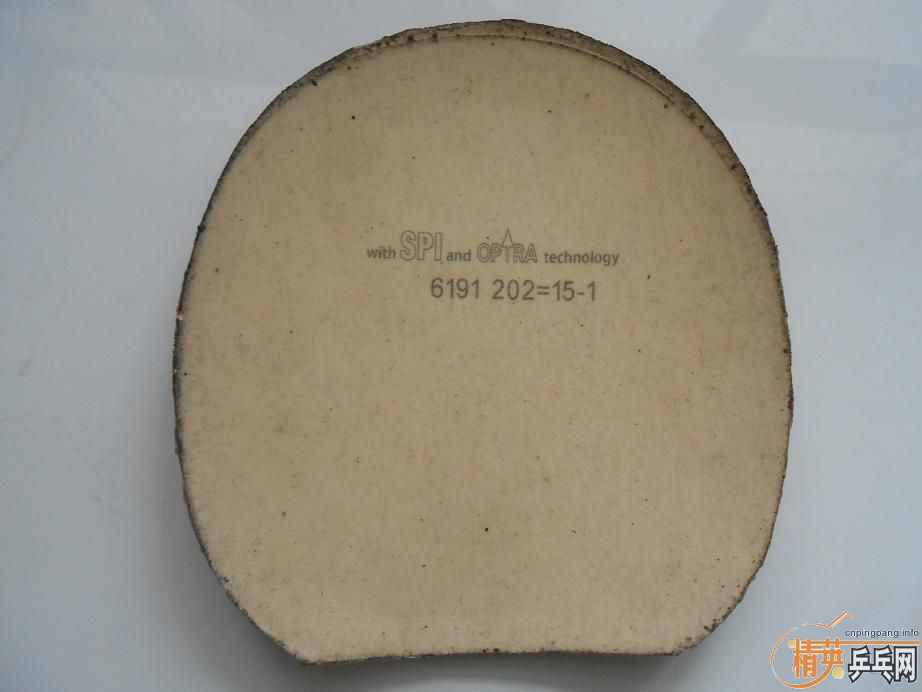 with SPI and OPTRA technology
6191 202=15-1
cnpingpang.info
精英乒乓网